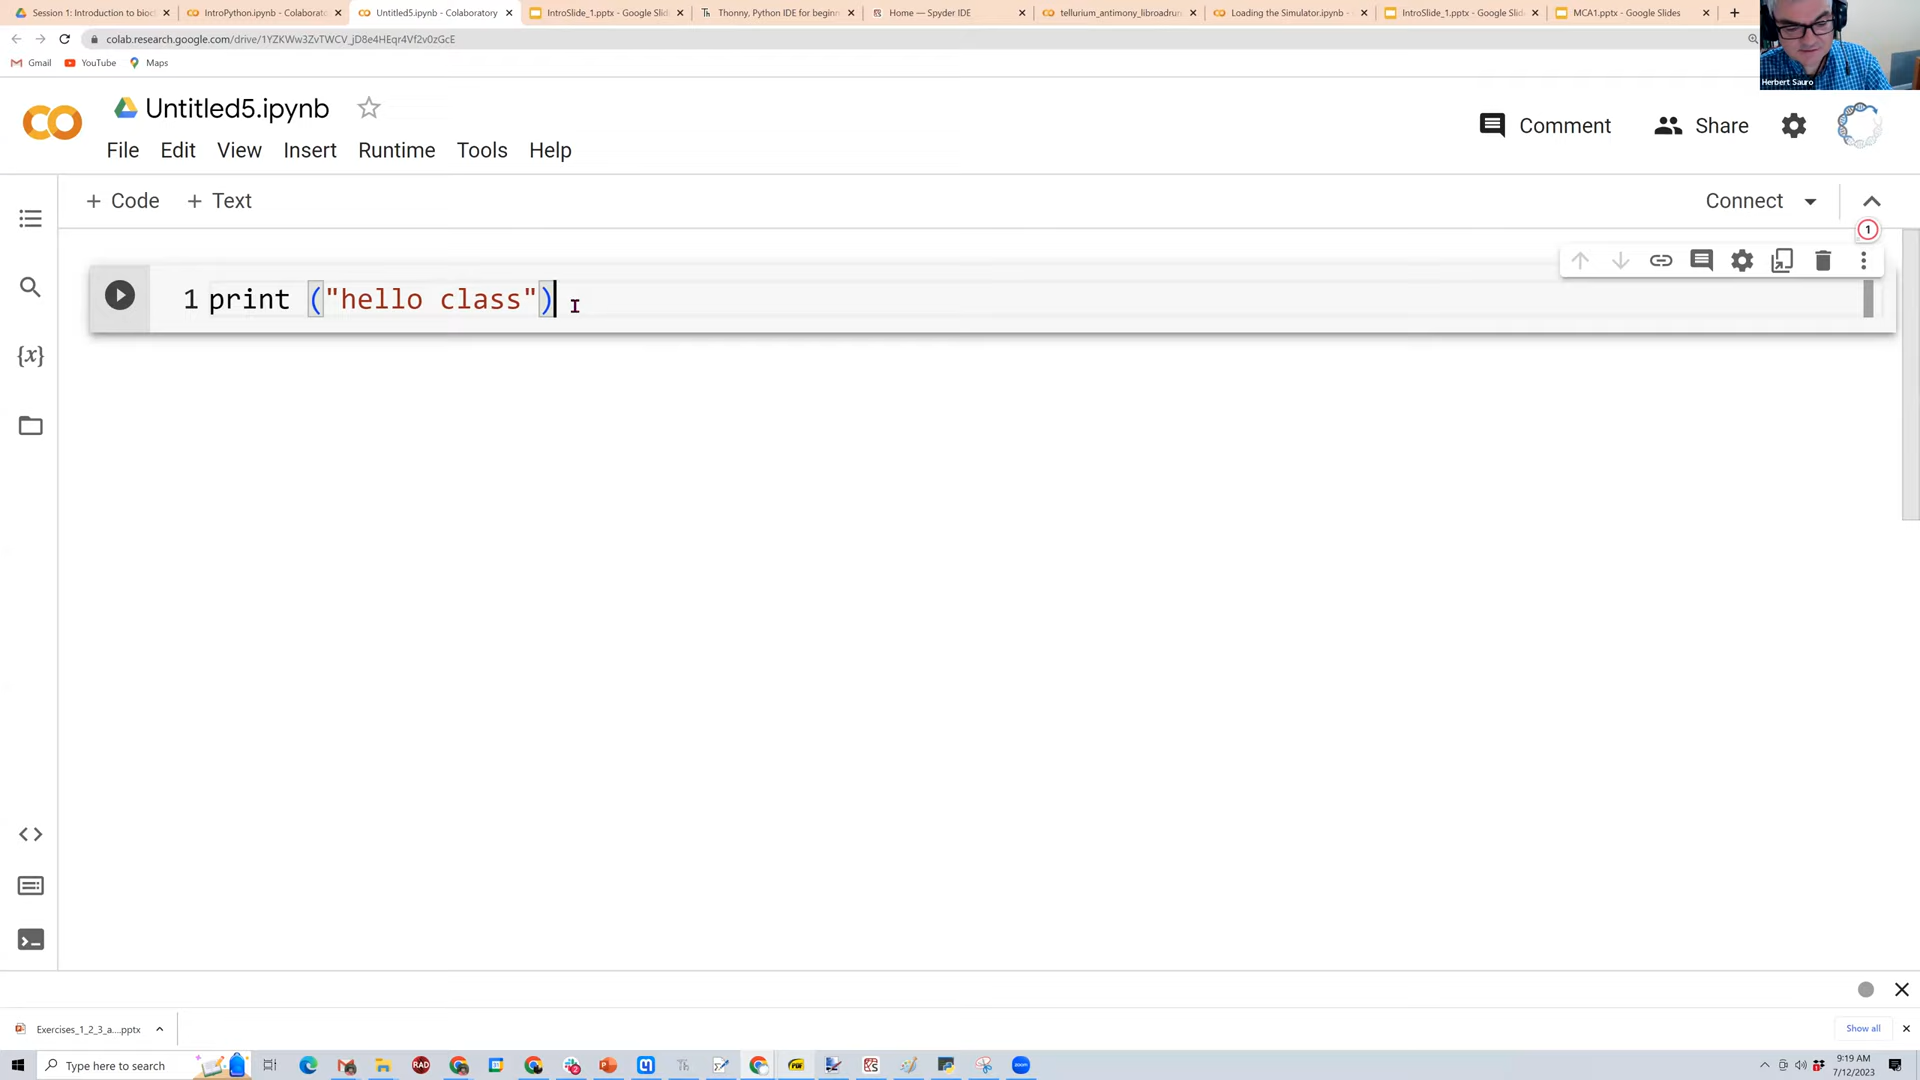 Session 1: Introduction to bioc
IntroPython.ipynb - Colaborato
Untitled5.ipynb - Colaboratory
IntroSlide_1.pptx - Google Slid
Thonny, Python IDE for beginn
Home — Spyder IDE
tellurium_antimony_libroadrun
Loading the Simulator.ipynb -
IntroSlide_1.pptx - Google Slid
MCA1.pptx - Google Slides
colab.research.google.com/drive/1YZKWw3ZvTWCV_jD8e4HEqr4Vf2v0zGcE
Gmail
YouTube
Maps
Herbert Sauro
Untitled5.ipynb
Comment
Share
File Edit View Insert Runtime Tools Help
+ Code + Text
Connect
1
1 print ("hello class")
{x}
Exercises_1_2_3_a....pptx
Show all
Type here to search
RAD
Th
zoom
9:19 AM
7/12/2023